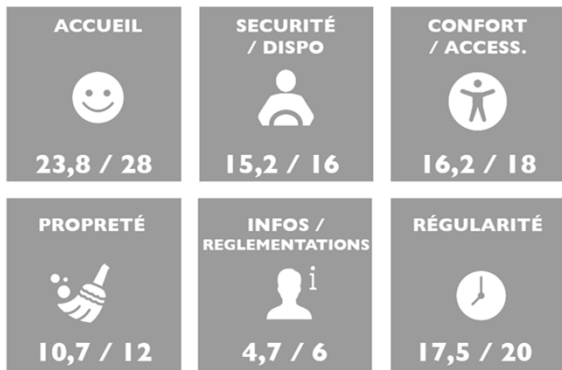 ACCUEIL
23,8 / 28
SECURITÉ
/ DISPO
15,2 / 16
CONFORT
/ ACCESS.
16,2 / 18
PROPRETÉ
10,7 / 12
INFOS /
REGLEMENTATIONS
i
4,7 / 6
RÉGULARITÉ
17,5 / 20